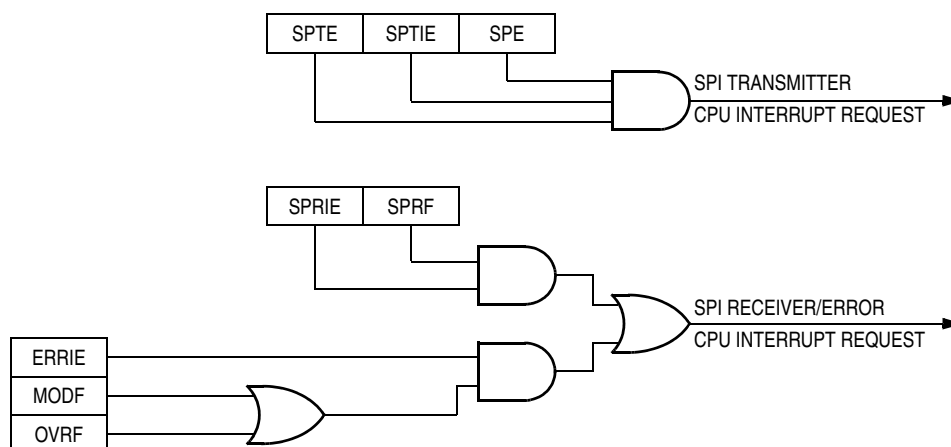 SPTE SPTIE SPE
SPI TRANSMITTER
CPU INTERRUPT REQUEST
SPRIE SPRF
SPI RECEIVER/ERROR
CPU INTERRUPT REQUEST
ERRIE
MODF
OVRF